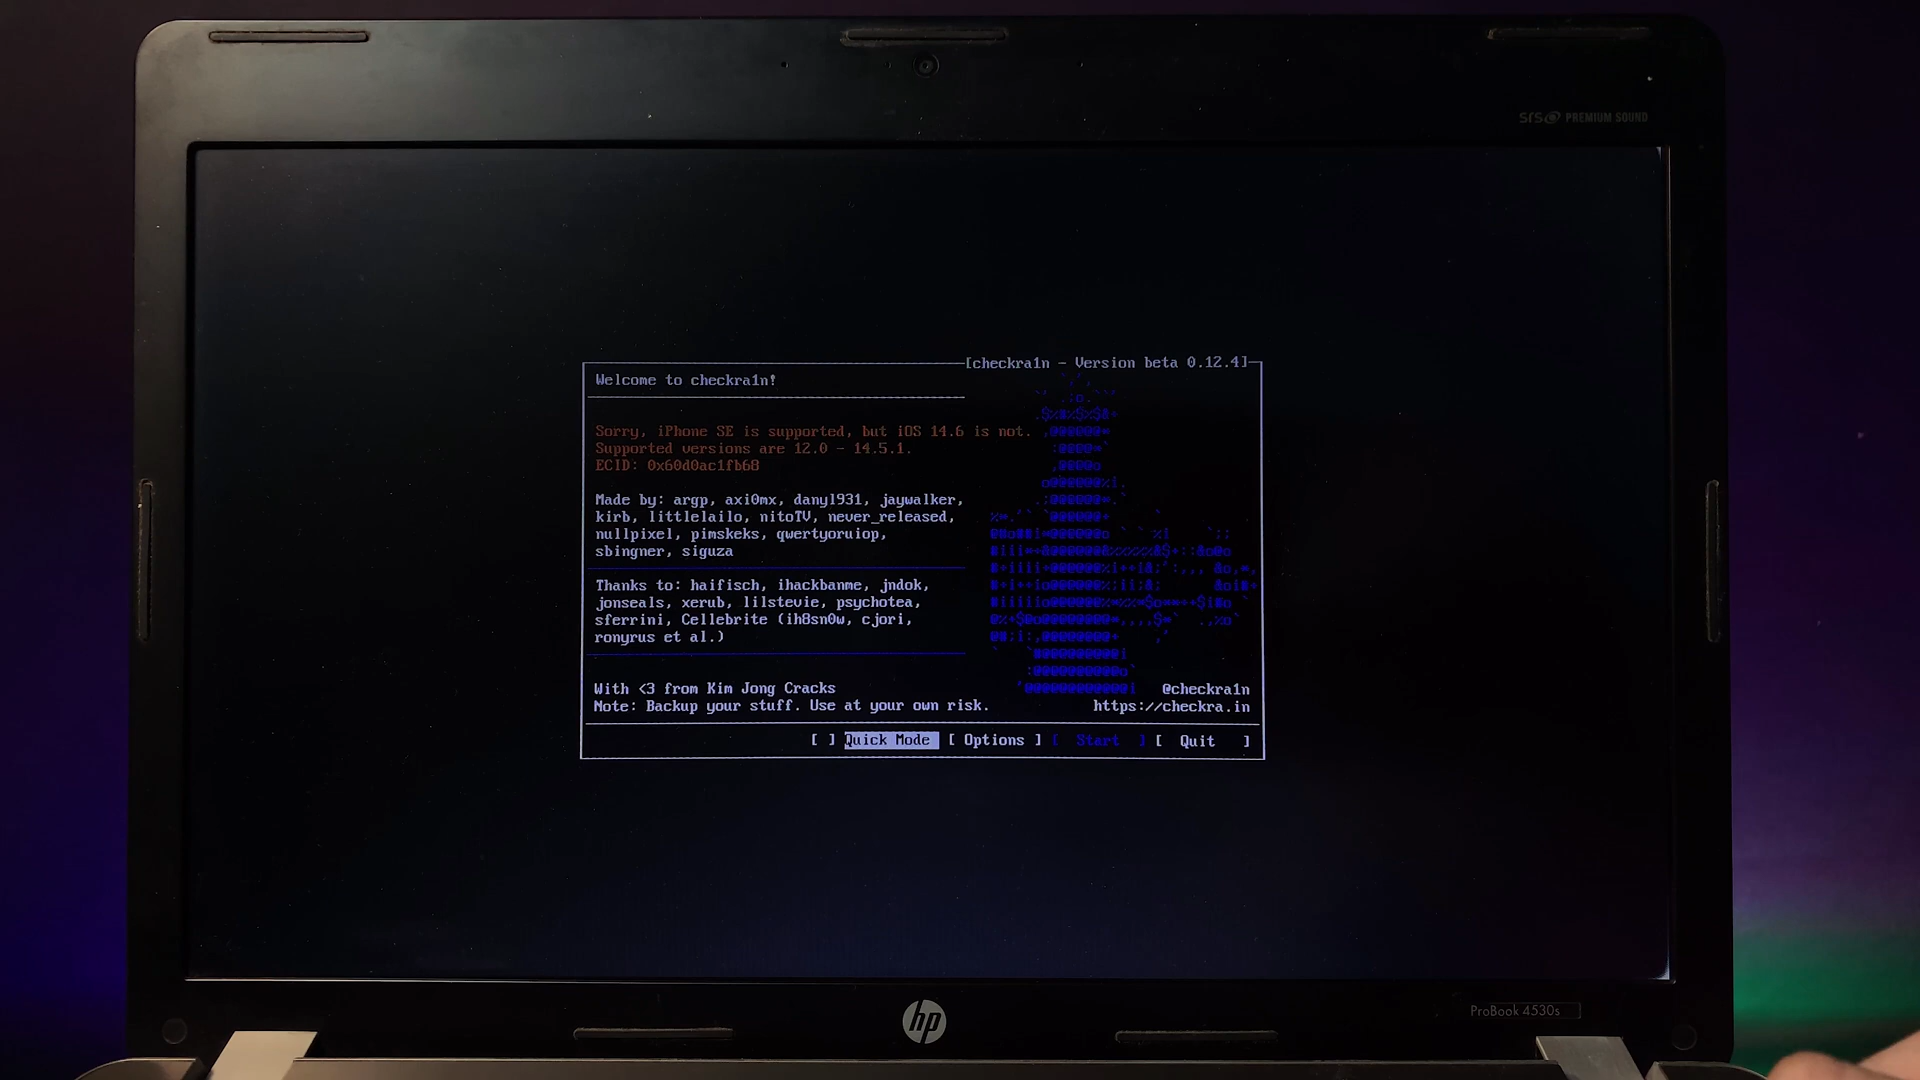 srs PREMIUM SOUND
[checkra1n - Version beta 0.12.4]
Welcome to checkra1n!
Sorry, iPhone SE is supported, but iOS 14.6 is not.
Supported versions are 12.0 - 14.5.1.
ECID: 0x60d0ac1fb68
Made by: argp, axi0mx, danyl931, jaywalker,
kirb, littlelailo, nitoTV, never_released,
nullpixel, pimskeks, qwertyoruiop,
sbingner, siguza
Thanks to: haifisch, ihackbanme, jndok,
jonseals, xerub, lilstevie, psychotea,
sferrini, Cellebrite (ih8sn0w, cjori,
ronyrus et al.)
With <3 from Kim Jong Cracks
@checkra1n
Note: Backup your stuff. Use at your own risk.
https://checkra.in
[ ] Quick Mode [ Options ] [ Start ] [ Quit ]
hp
ProBook 4530s